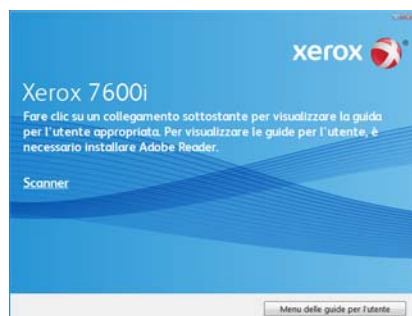 xerox
Xerox 7600i
Fare clic su un collegamento sottostante per visualizzare la guida
per l'utente appropriata. Per visualizzare le guide per l'utente, è
necessario installare Adobe Reader.
Scanner
Menu delle guide per l'utente